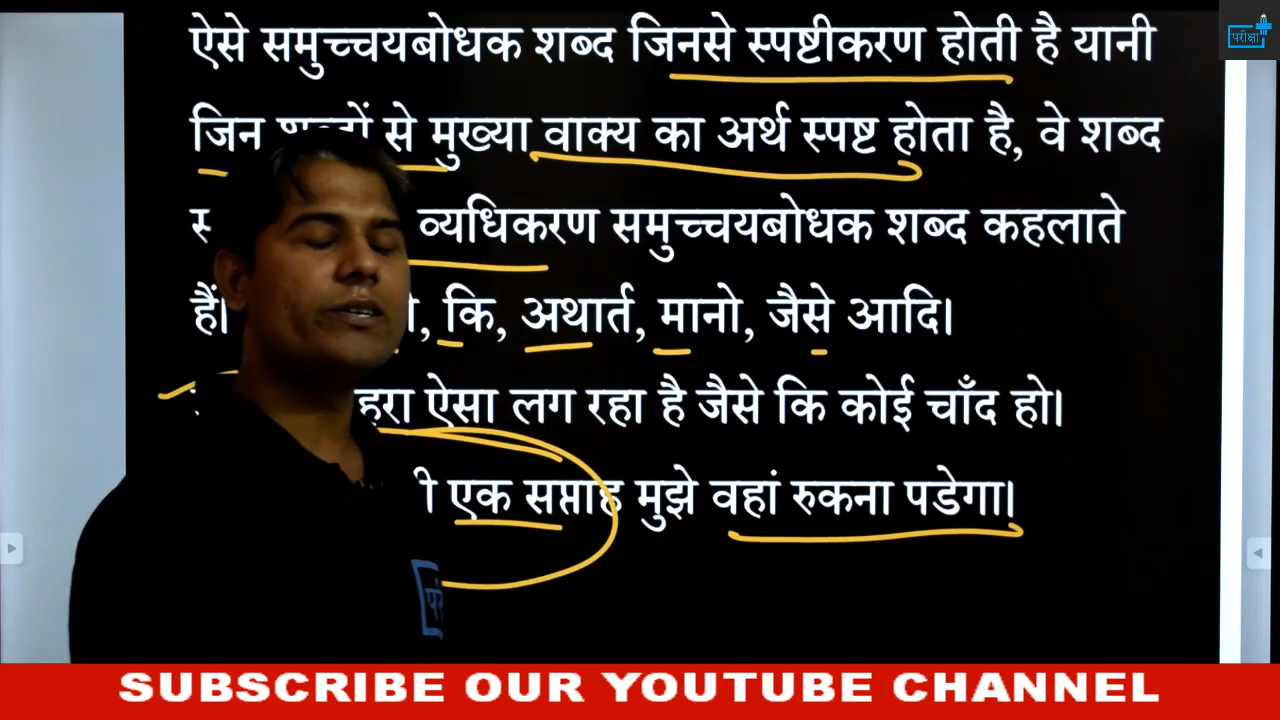 परीक्षा
ऐसे समुच्चयबोधक शब्द जिनसे स्पष्टीकरण होती है यानी
जिन से मुख्या वाक्य का अर्थ स्पष्ट होता है, वे शब्द
व्यधिकरण समुच्चयबोधक शब्द कहलाते
हैं। कि, अथार्त, मानो, जैसे आदि।
ऐसा लग रहा है जैसे कि कोई चाँद हो।
एक सप्ताह मुझे वहां रुकना पडेगा।
SUBSCRIBE OUR YOUTUBE CHANNEL